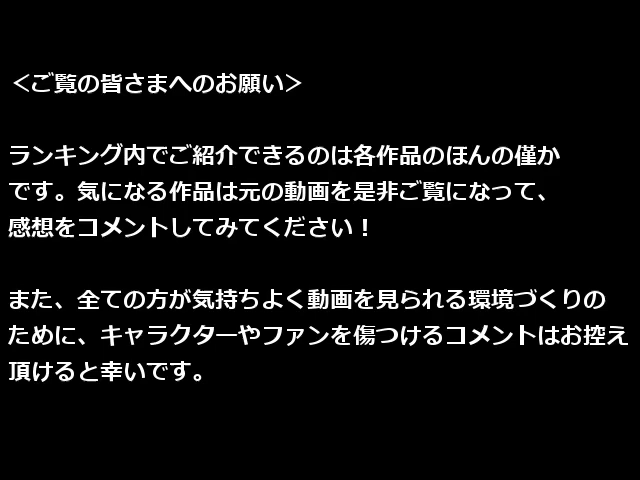 ＜ご覧の皆さまへのお願い＞
ランキング内でご紹介できるのは各作品のほんの僅か
です。気になる作品は元の動画を是非ご覧になって、
感想をコメントしてみてください！
また、全ての方が気持ちよく動画を見られる環境づくりの
ために、キャラクターやファンを傷つけるコメントはお控え
頂けると幸いです。